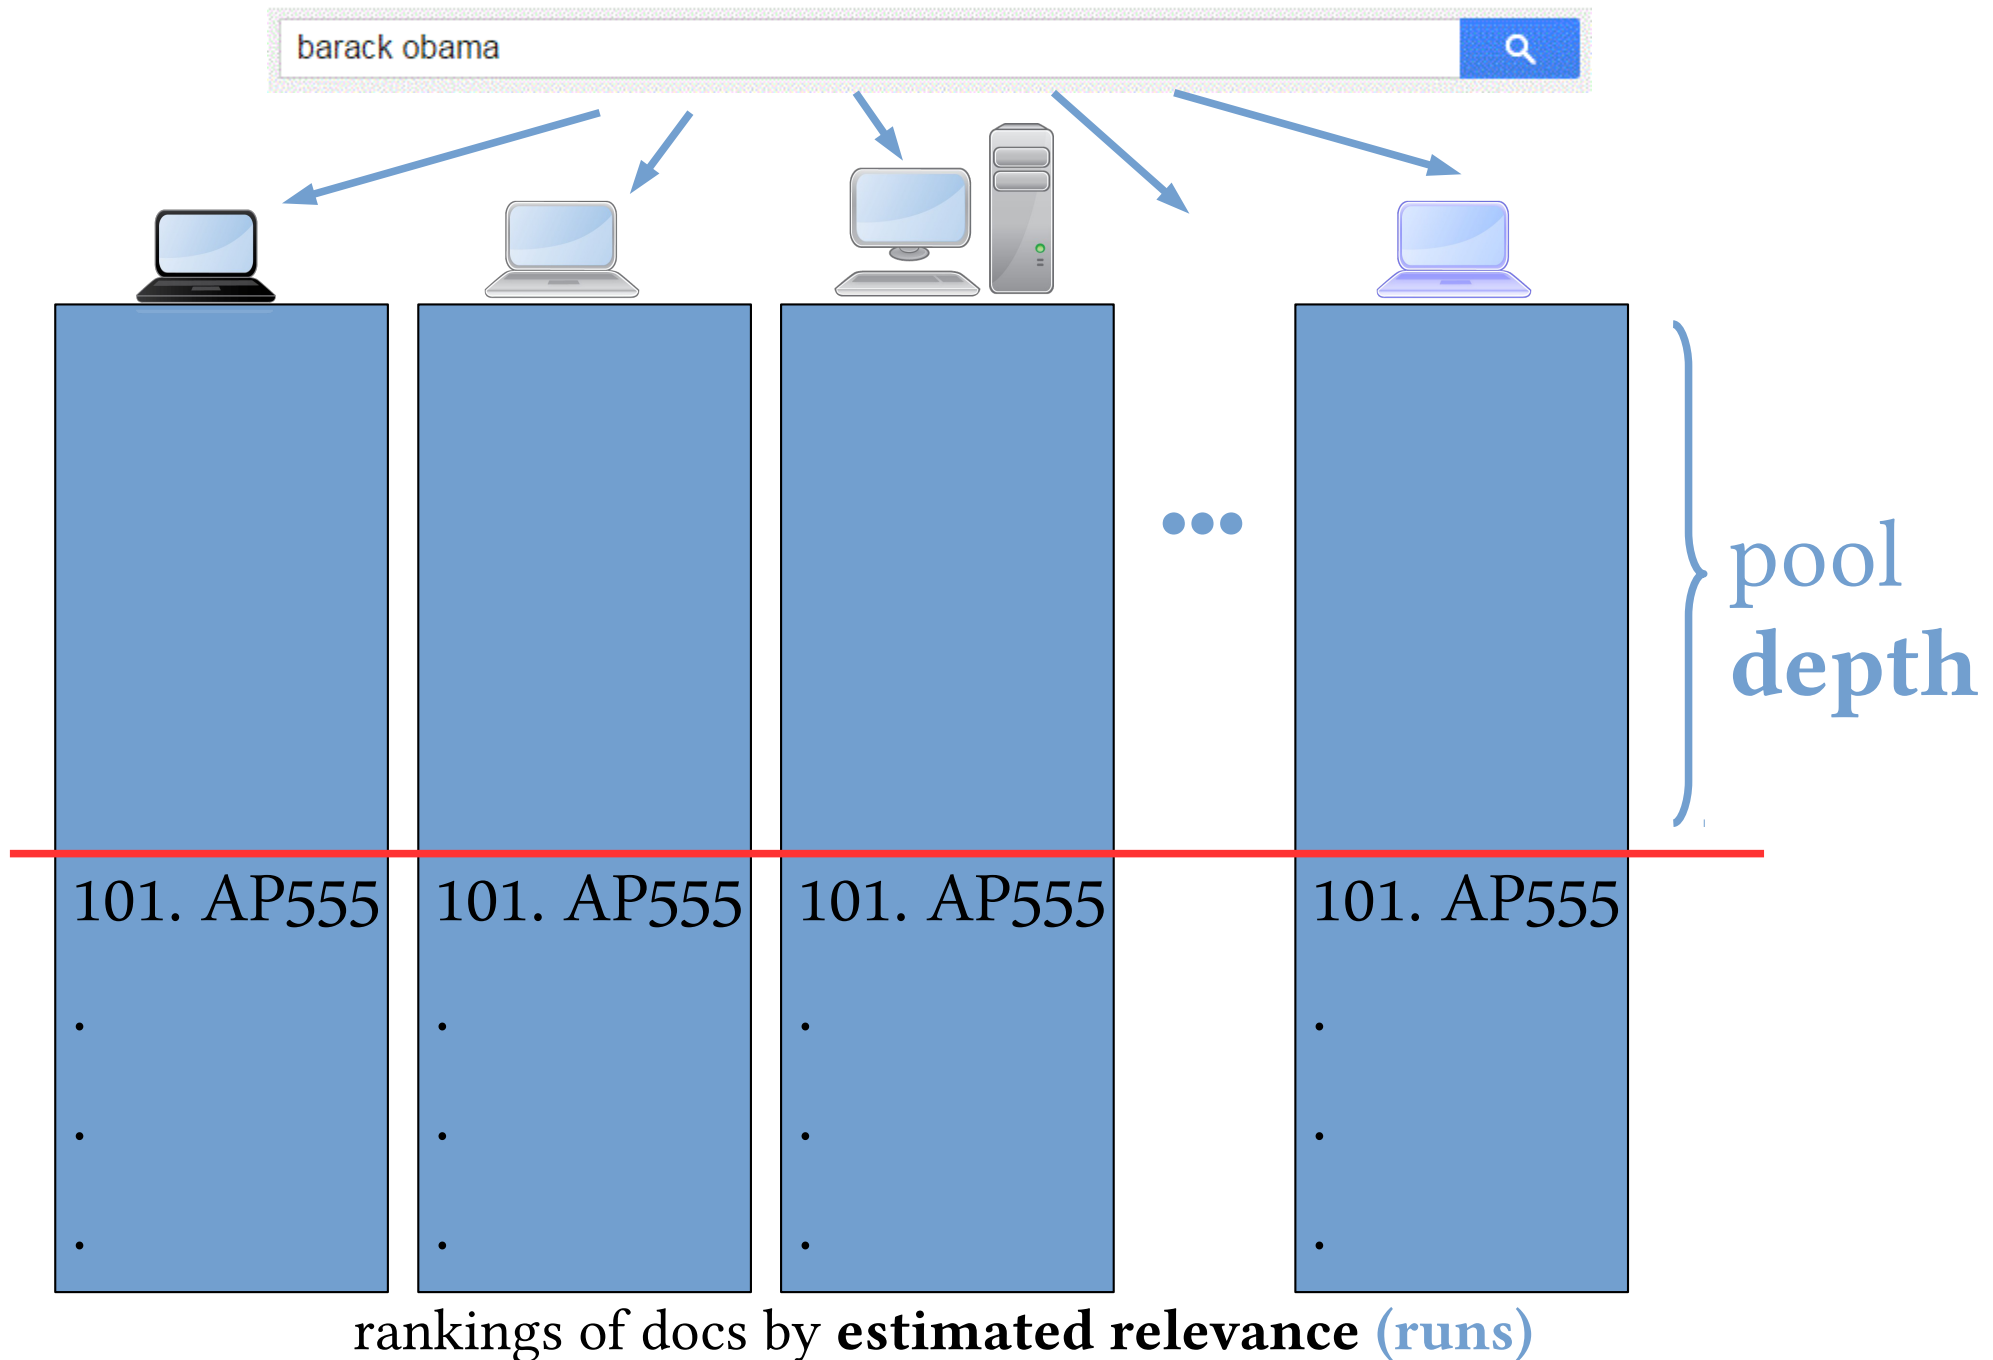 barack obama
pool
depth
101. AP555 101. AP555 101. AP555 101. AP555
. . . .
. . . .
. . . .
rankings of docs by estimated relevance (runs)